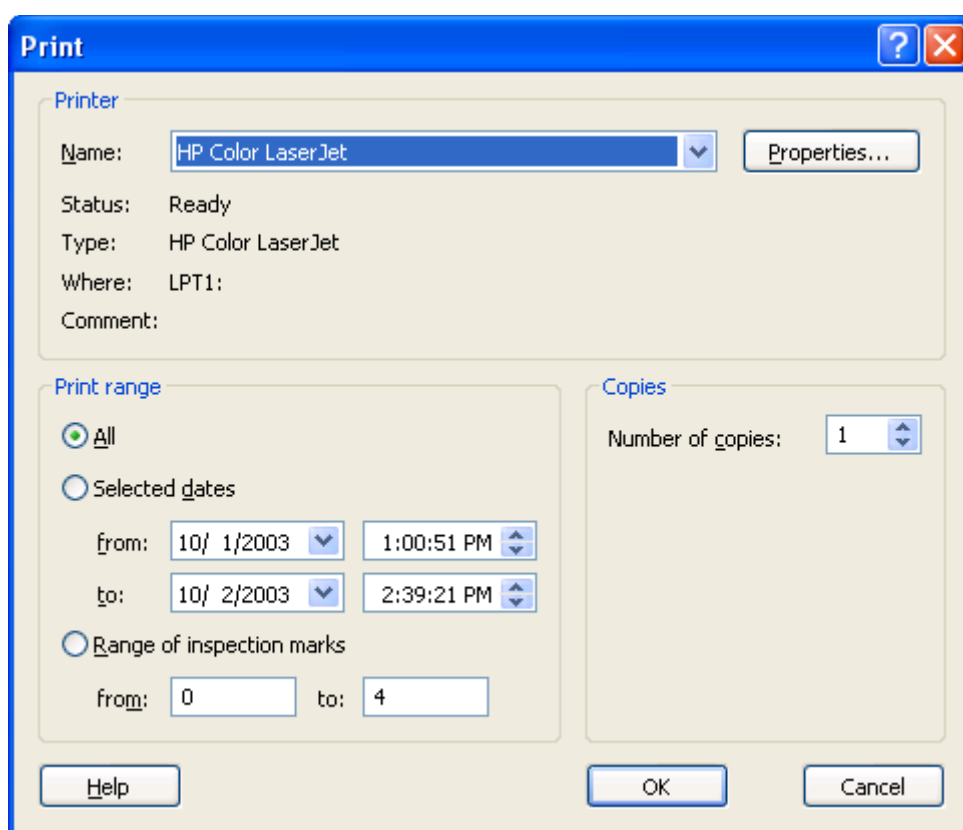 Print
Printer
Name: HP Color LaserJet Properties...
Status: Ready
Type: HP Color LaserJet
Where: LPT1:
Comment:
Print range
All
Selected dates
from: 10/ 1/2003 1:00:51 PM
to: 10/ 2/2003 2:39:21 PM
Range of inspection marks
from: 0 to: 4
Copies
Number of copies: 1
Help OK Cancel